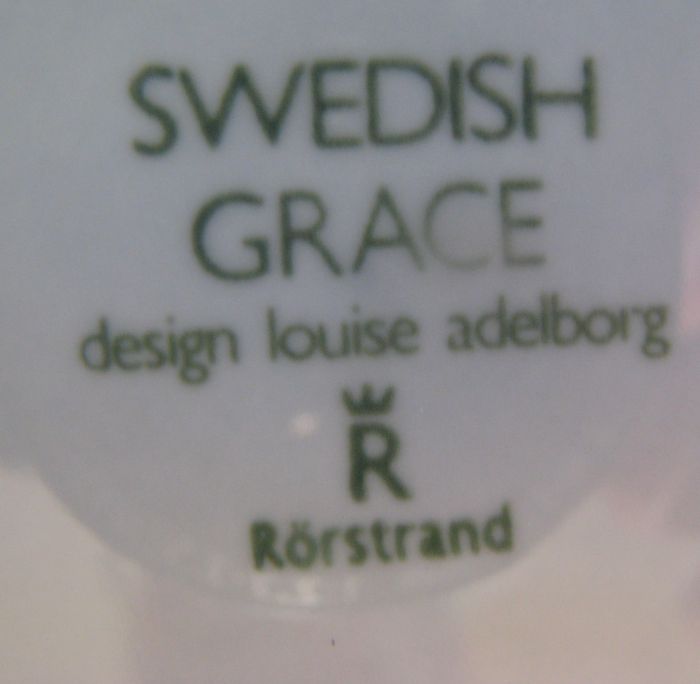 SWEDISH
GRACE
design louise adelborg
R
Rörstrand